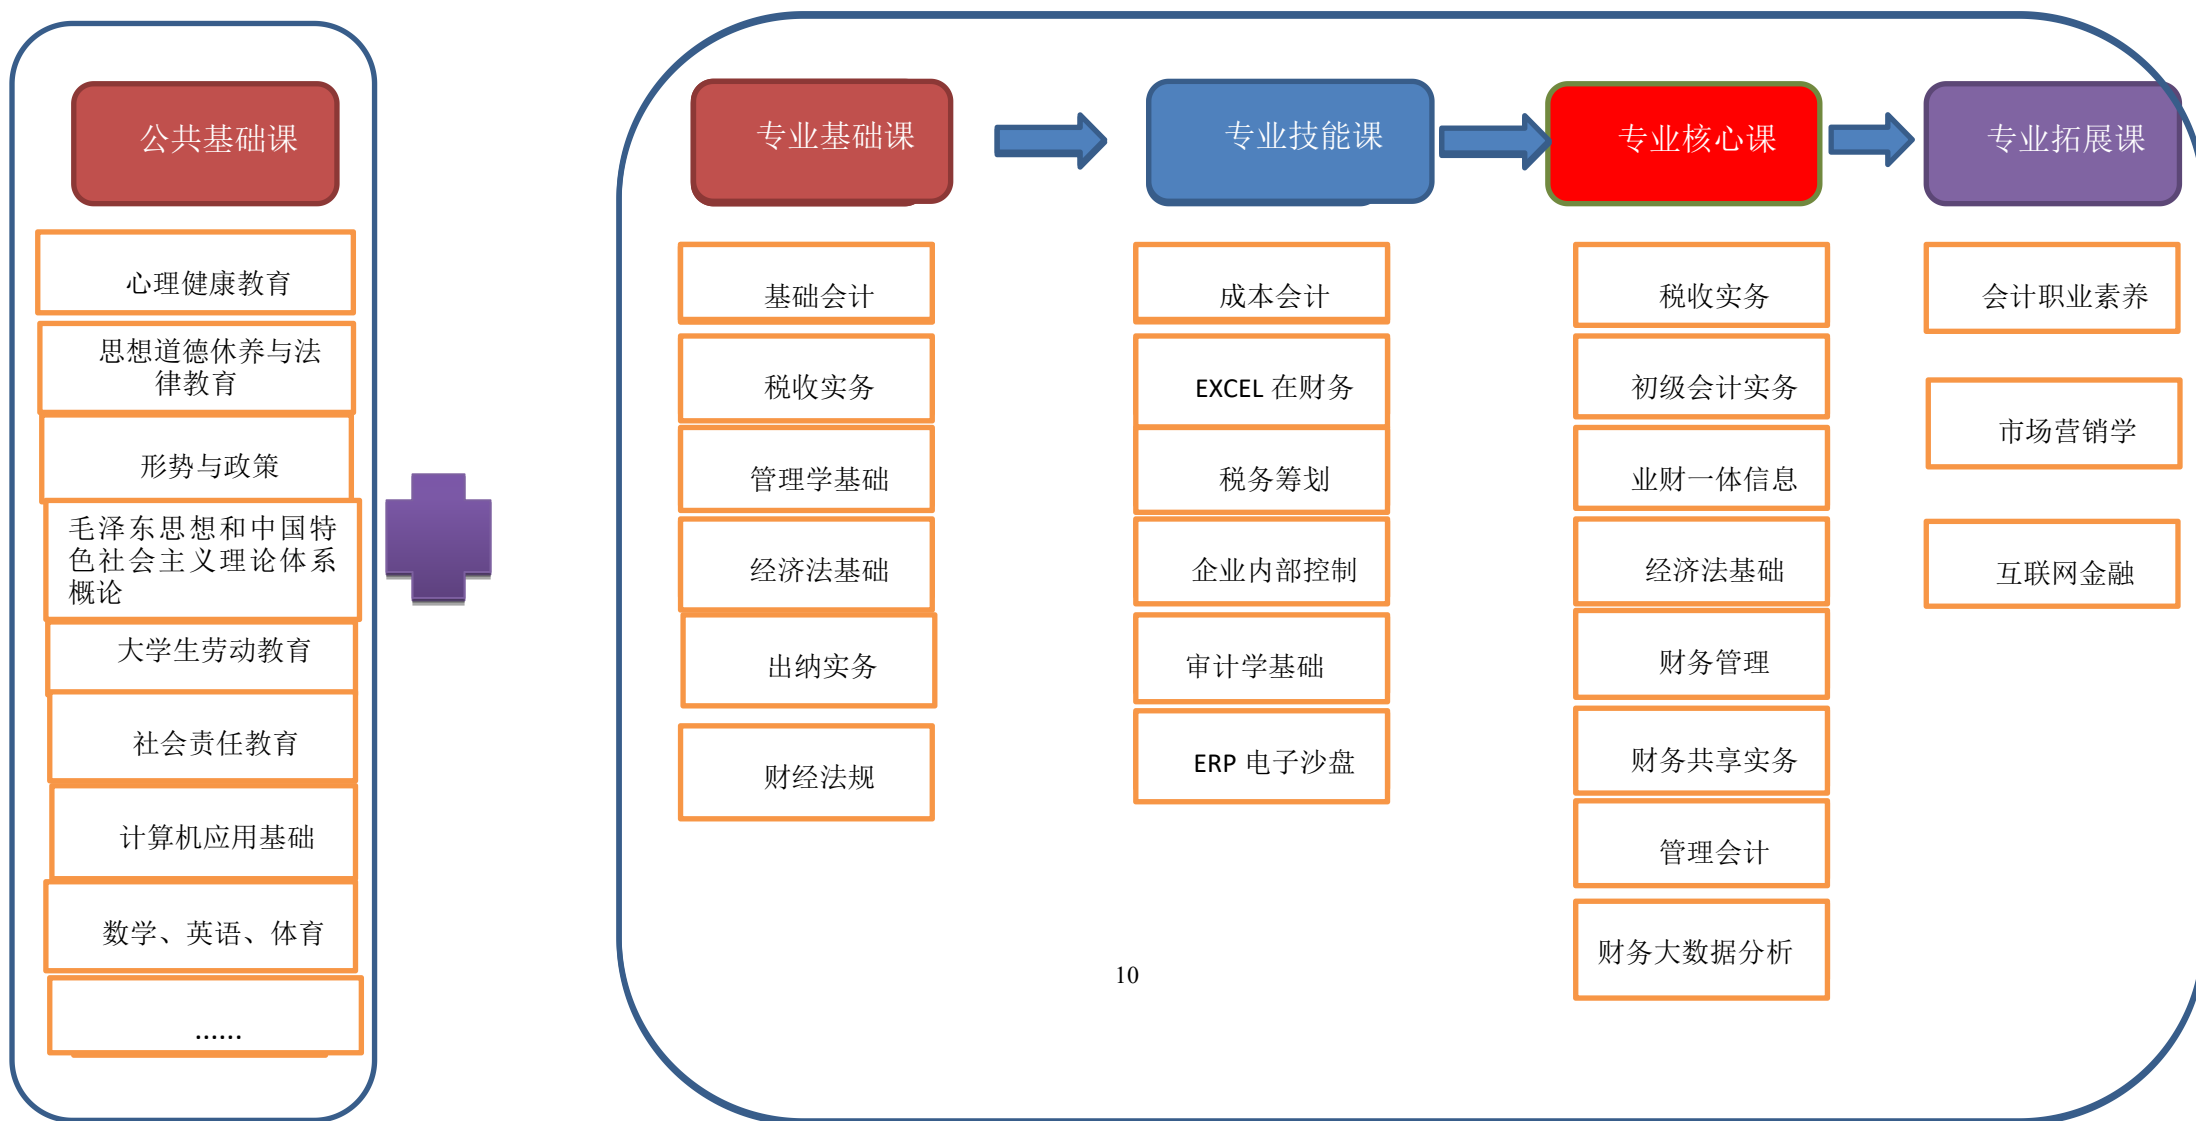 公共基础课
心理健康教育
思想道德休养与法
律教育
形势与政策
毛泽东思想和中国特
色社会主义理论体系
概论
大学生劳动教育
社会责任教育
计算机应用基础
数学、英语、体育
......
专业基础课
基础会计
税收实务
管理学基础
经济法基础
出纳实务
财经法规
专业技能课
成本会计
EXCEL 在财务
税务筹划
企业内部控制
审计学基础
ERP 电子沙盘
专业核心课
税收实务
初级会计实务
业财一体信息
经济法基础
财务管理
财务共享实务
管理会计
财务大数据分析
专业拓展课
会计职业素养
市场营销学
互联网金融
10